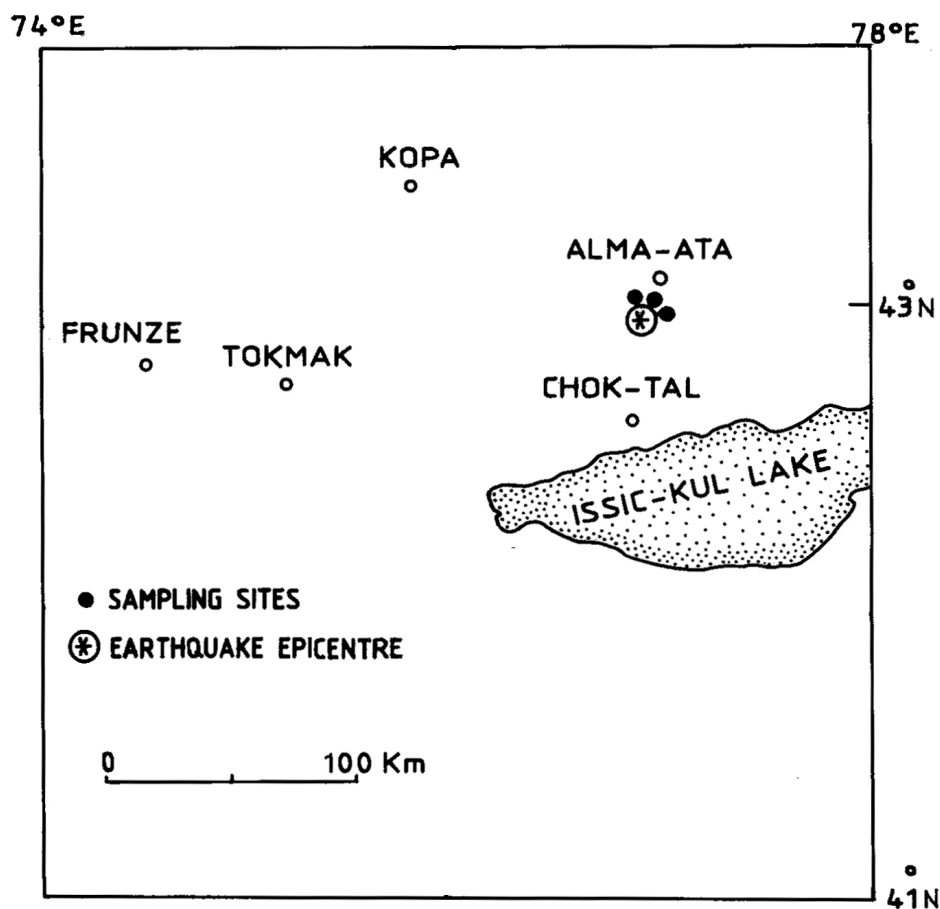 74°E
78°E
KOPA
ALMA-ATA
43°N
FRUNZE
TOKMAK
CHOK-TAL
ISSIC-KUL LAKE
SAMPLING SITES
EARTHQUAKE EPICENTRE
0 100 Km
41°N